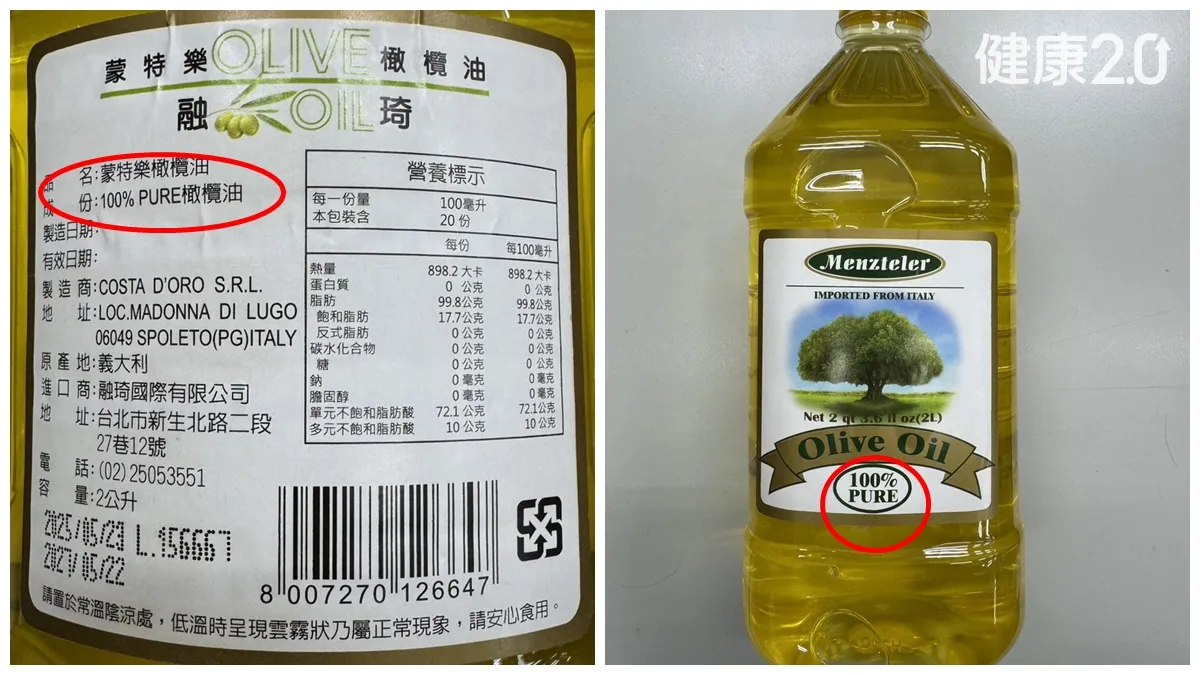 蒙特樂 OLIVE 橄欖油
融 OIL 琦
品 名:蒙特樂橄欖油
成 份:100% PURE橄欖油
製造日期:
有效日期:
製造商:COSTA D'ORO S.R.L.
地 址:LOC.MADONNA DI LUGO
06049 SPOLETO(PG)ITALY
原產地:義大利
進口商:融琦國際有限公司
地 址:台北市新生北路二段
27巷12號
電 話:(02)25053551
容 量:2公升
2025/05/23 L.156667
2027/05/22
營養標示
每一份量 100毫升
本包裝含 20 份
每份 每100毫升
熱量 898.2 大卡 898.2 大卡
蛋白質 0 公克 0 公克
脂肪 99.8公克 99.8公克
飽和脂肪 17.7公克 17.7公克
反式脂肪 0 公克 0 公克
碳水化合物 0 公克 0 公克
糖 0 公克 0 公克
鈉 0 毫克 0 毫克
膽固醇 0 毫克 0 毫克
單元不飽和脂肪酸 72.1 公克 72.1公克
多元不飽和脂肪酸 10 公克 10 公克
8 007270 126647
請置於常溫陰涼處,低溫時呈現雲霧狀乃屬正常現象,請安心食用。
健康2.0
Menzteler
IMPORTED FROM ITALY
Net 2 qt 3.6 fl oz(2L)
Olive Oil
100%
PURE